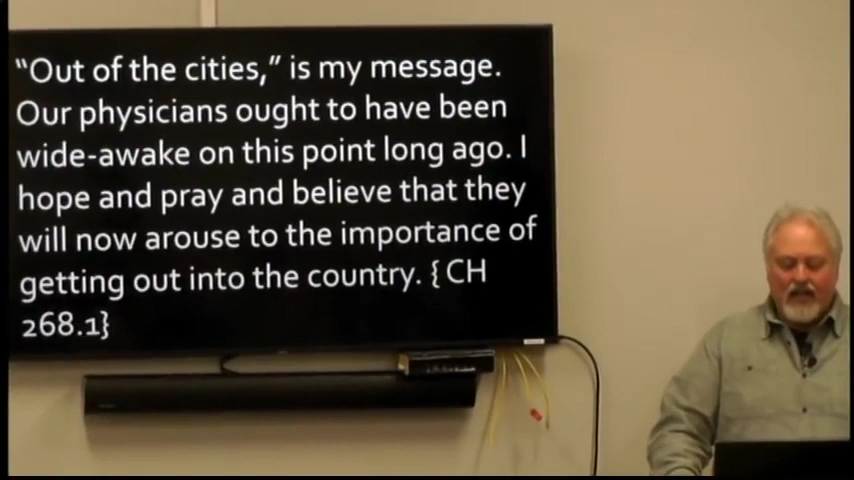 “Out of the cities,” is my message.
Our physicians ought to have been
wide-awake on this point long ago. I
hope and pray and believe that they
will now arouse to the importance of
getting out into the country. {CH
268.1}